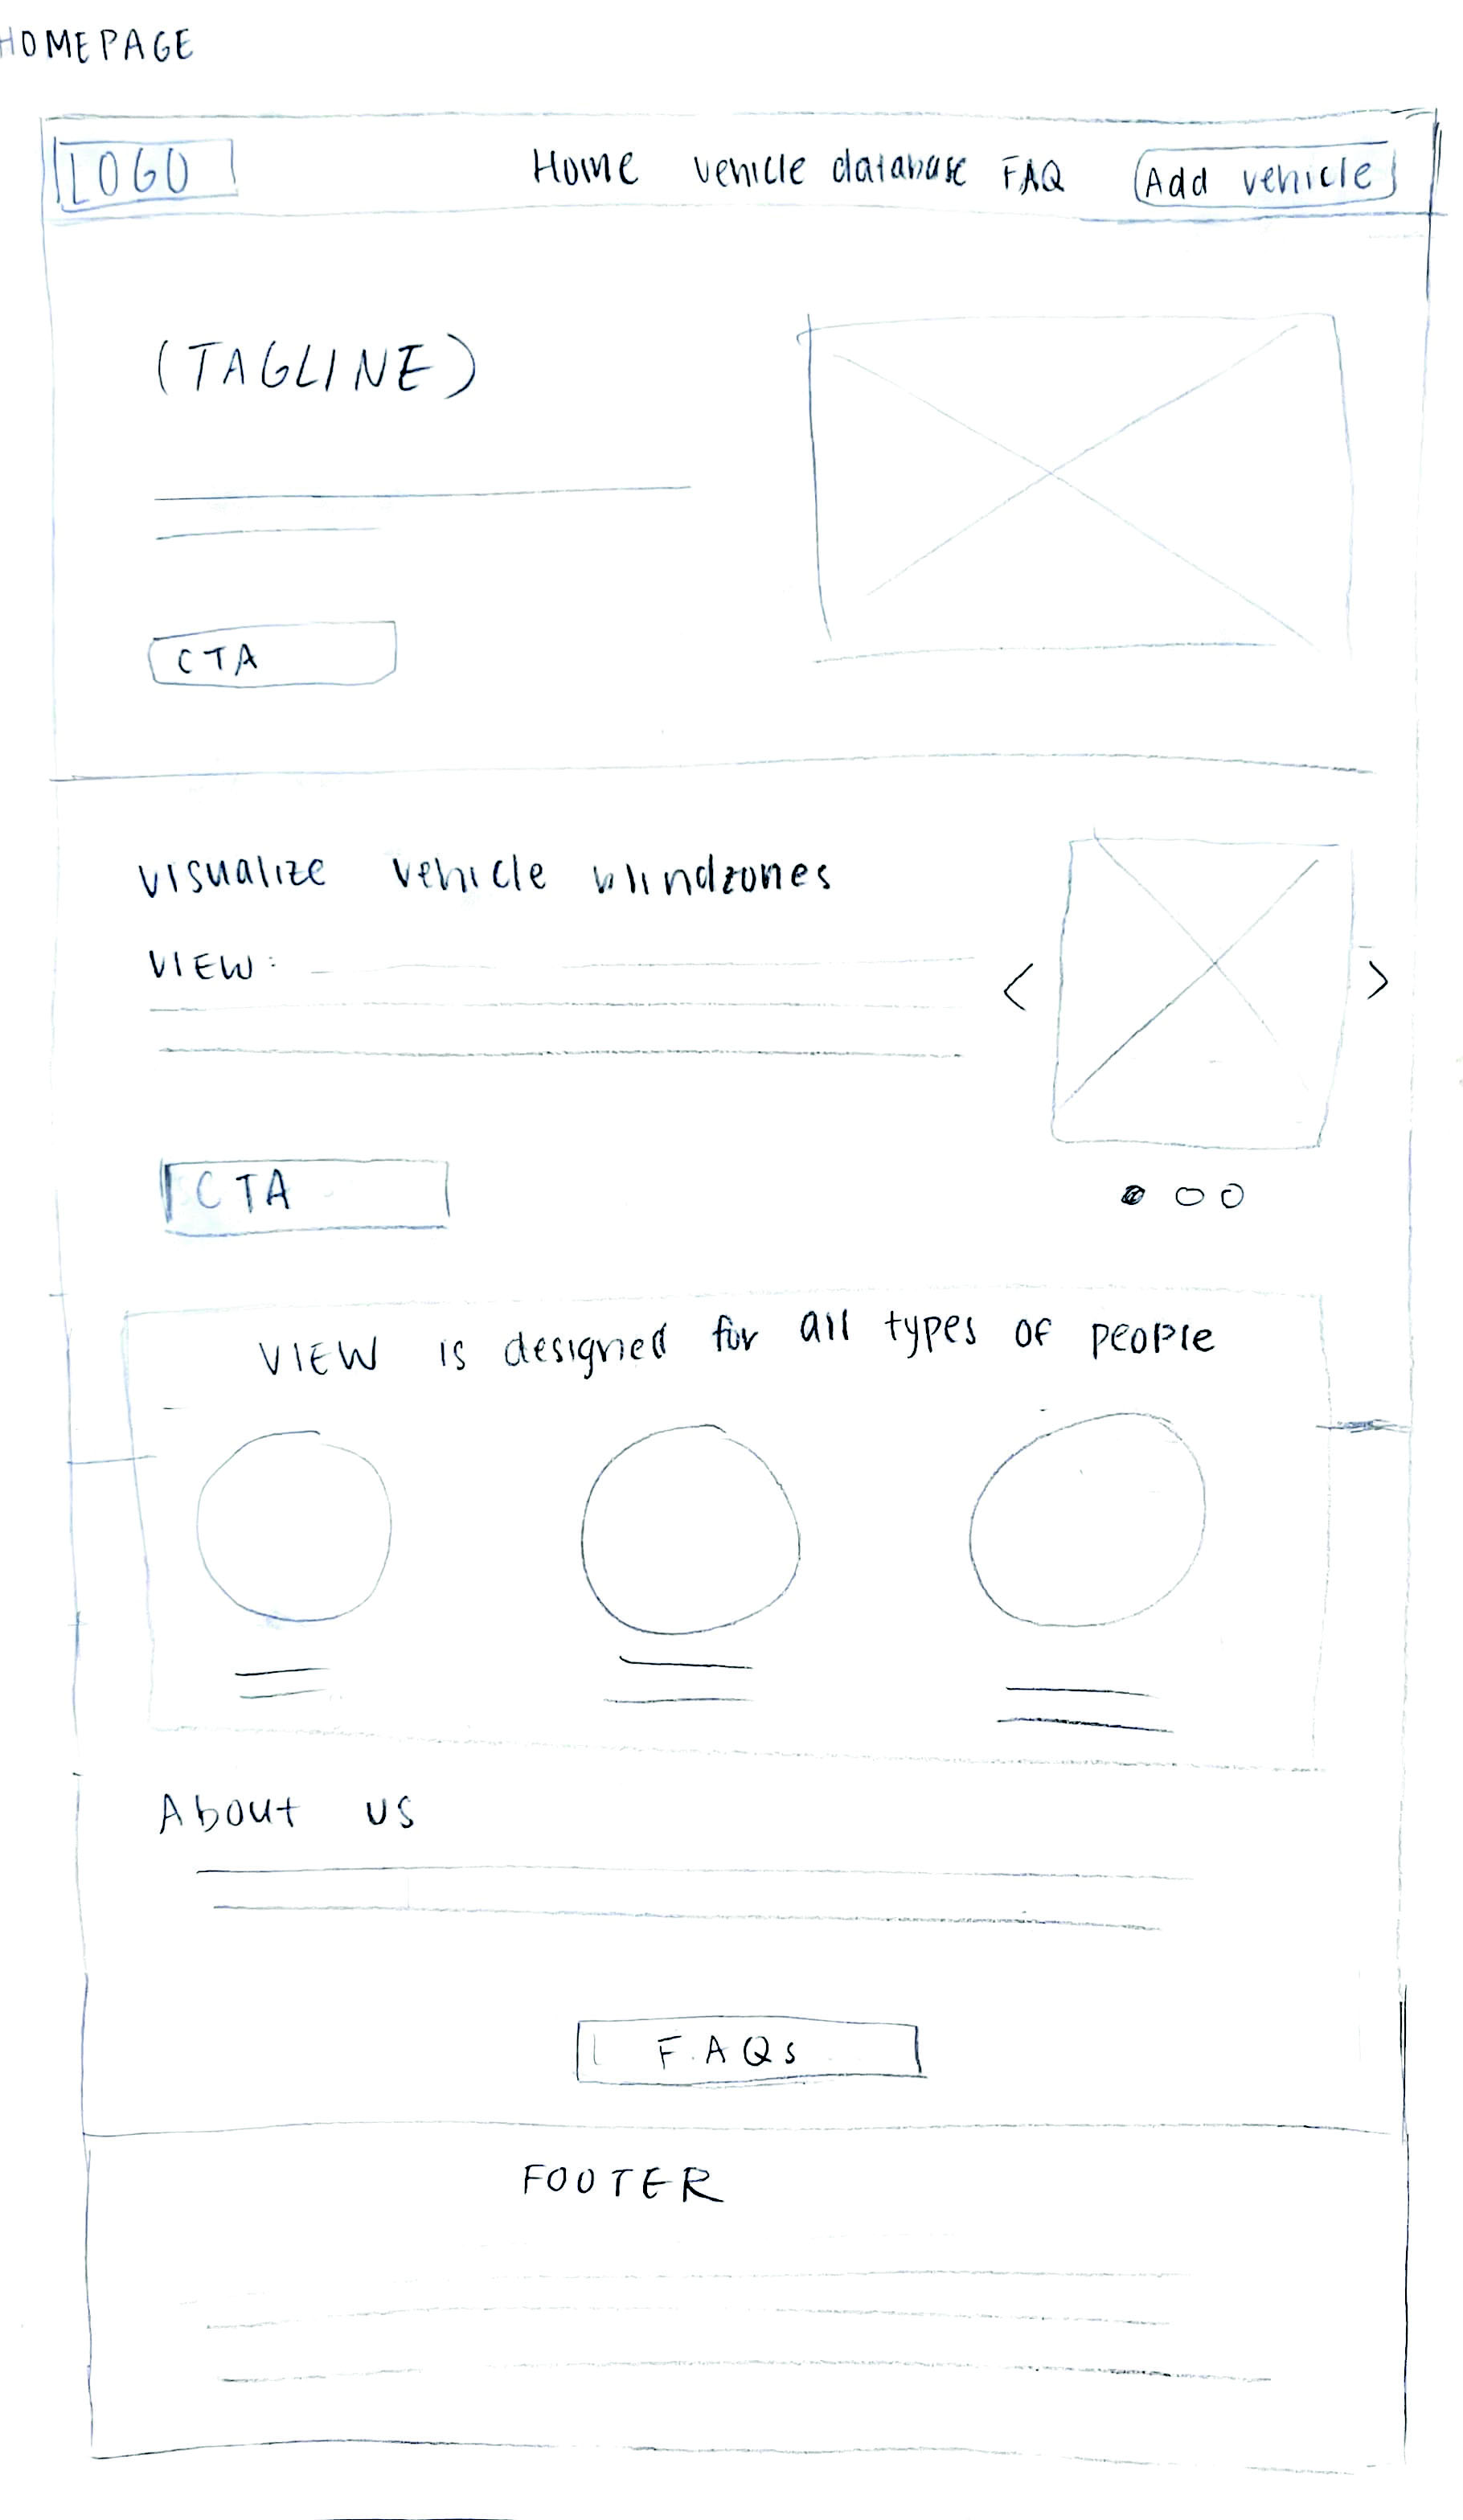 HOMEPAGE
LOGO Home vehicle database FAQ Add vehicle
(TAGLINE)
CTA
visualize vehicle blindzones
VIEW:
< >
CTA
VIEW is designed for all types of people
About us
F.AQs
FOOTER